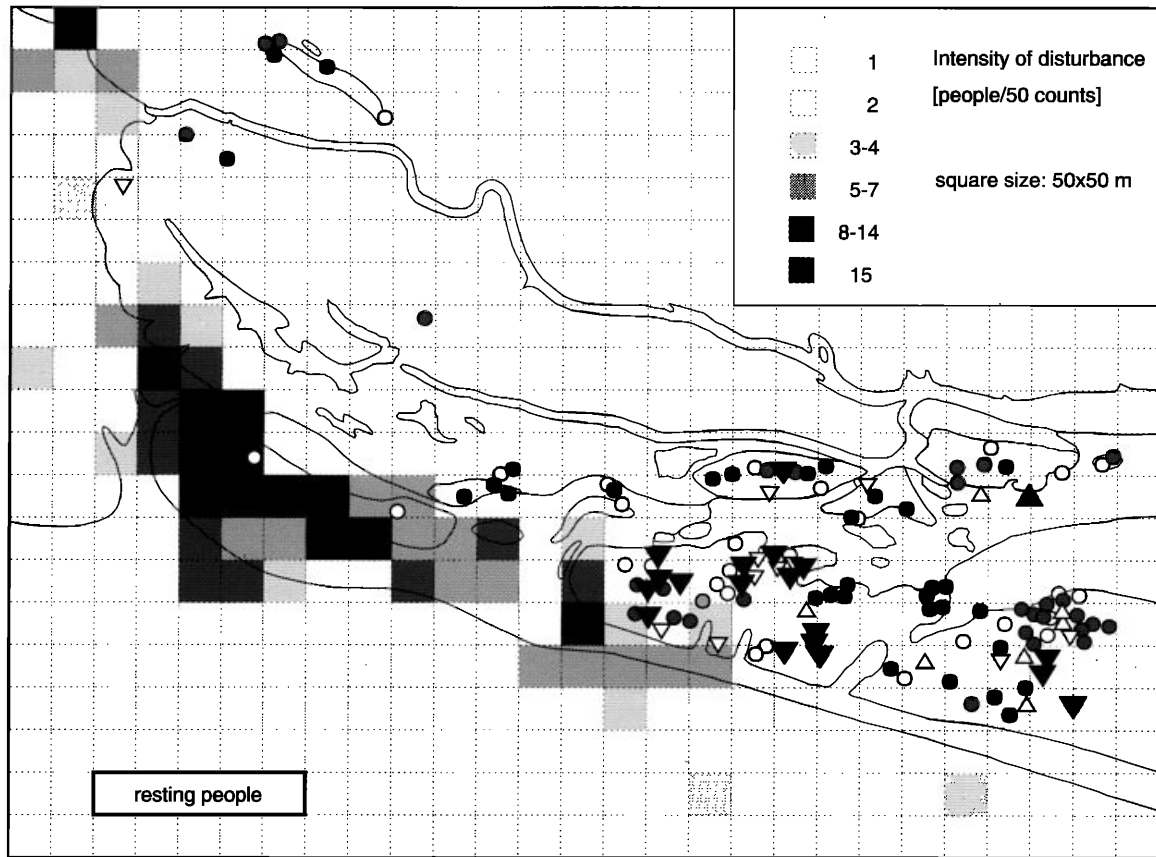 1 Intensity of disturbance
[people/50 counts]
2
3-4
5-7 square size: 50x50 m
8-14
15
resting people